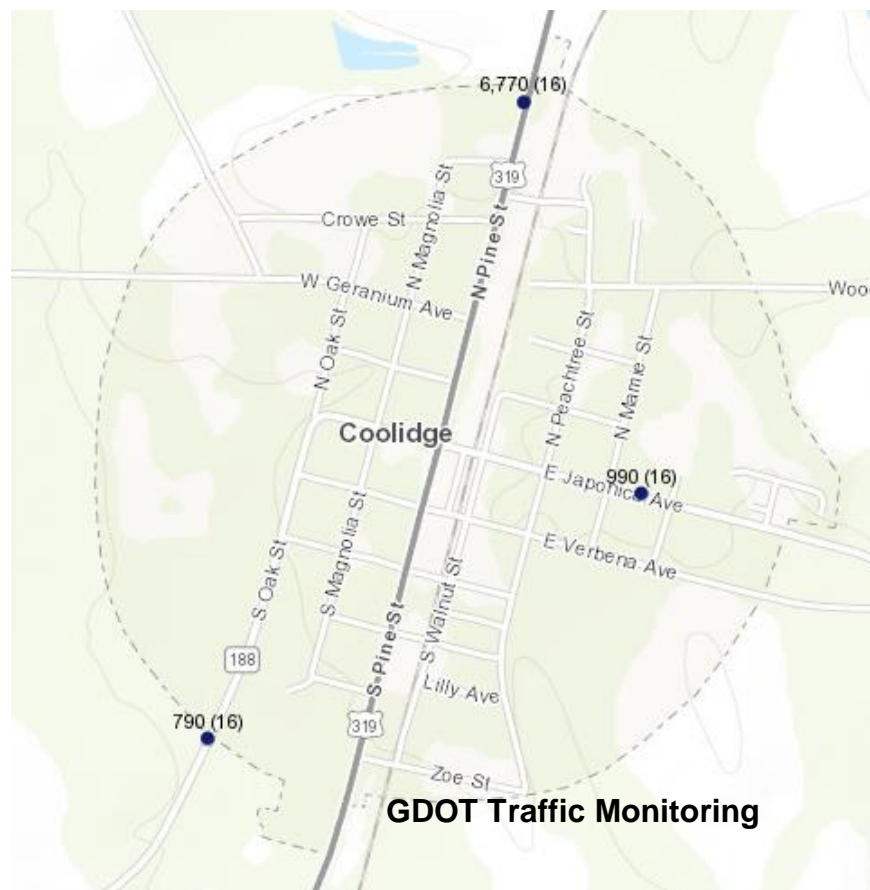 6,770 (16)
319
Crowe St
N Magnolia St
N Pine St
W Geranium Ave
Wood
N Oak St
N Peachtree St
N Mamie St
Coolidge
990 (16)
E Japonica Ave
E Verbena Ave
S Magnolia St
S Oak St
S Walnut St
S Pine St
188
Lilly Ave
790 (16)
319
Zoe St
GDOT Traffic Monitoring